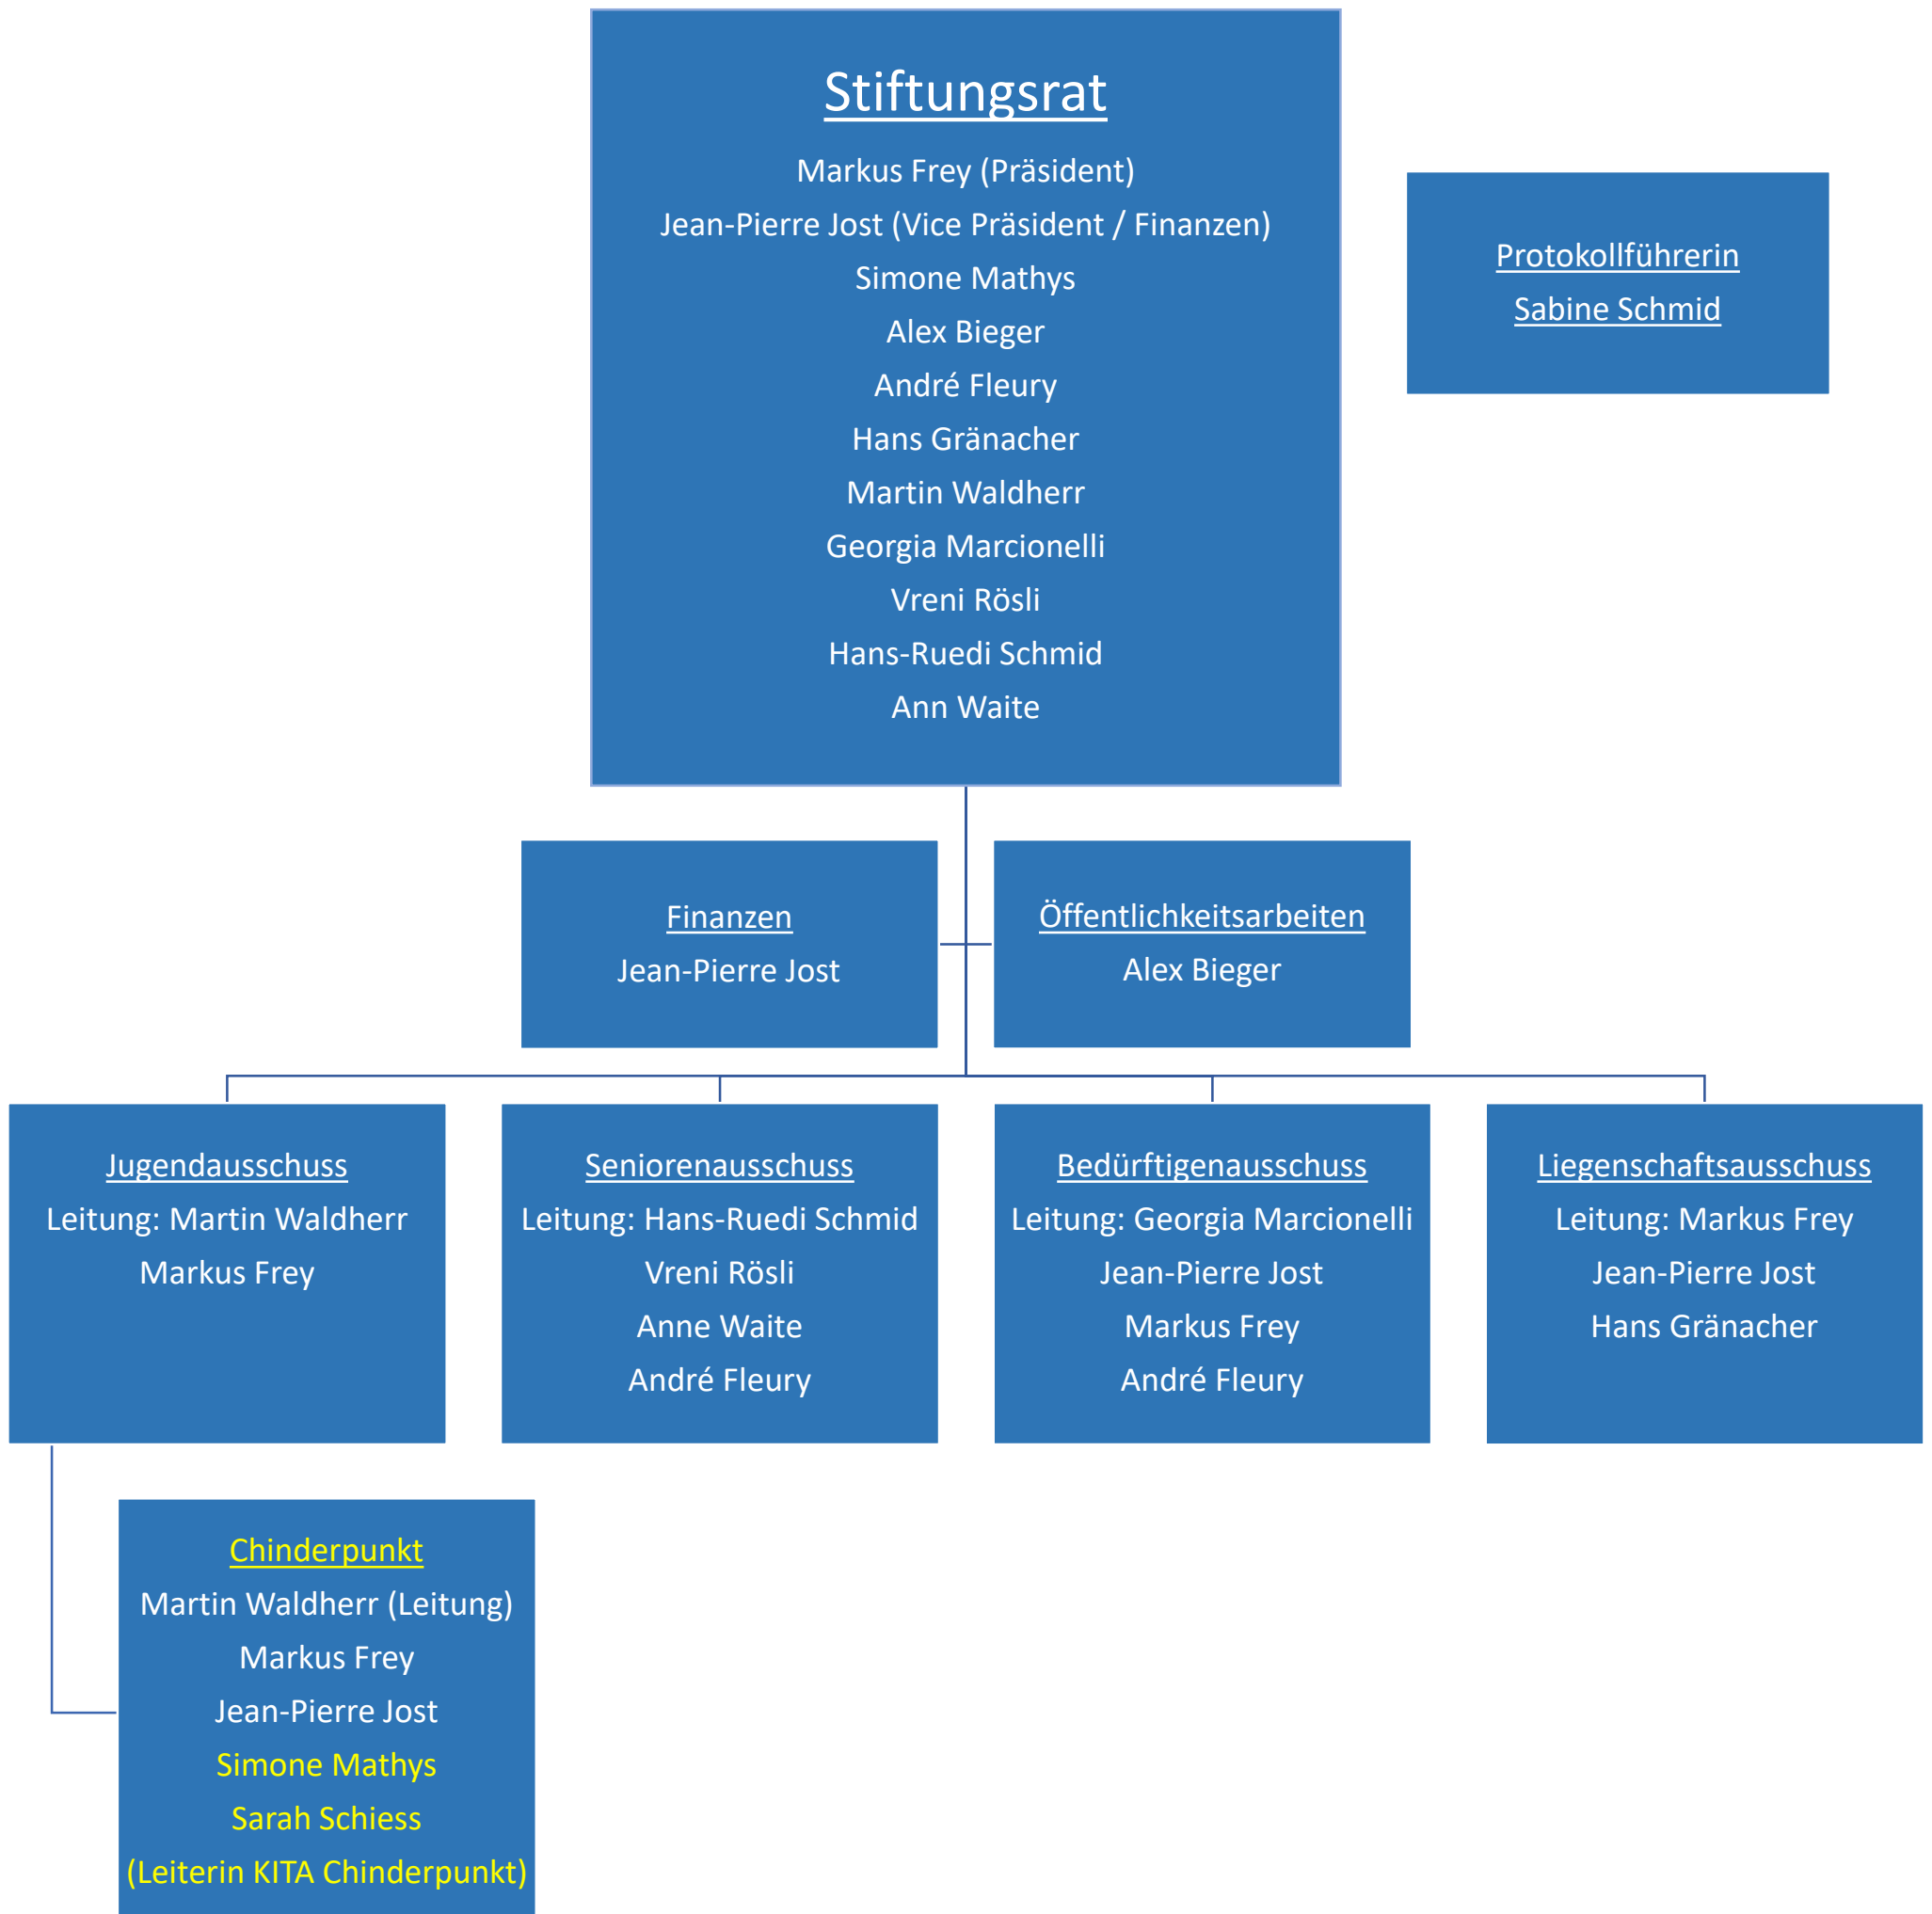 Stiftungsrat
Markus Frey (Präsident)
Jean-Pierre Jost (Vice Präsident / Finanzen)
Simone Mathys
Alex Bieger
André Fleury
Hans Gränacher
Martin Waldherr
Georgia Marcionelli
Vreni Rösli
Hans-Ruedi Schmid
Ann Waite
Protokollführerin
Sabine Schmid
Finanzen
Jean-Pierre Jost
Öffentlichkeitsarbeiten
Alex Bieger
Jugendausschuss
Leitung: Martin Waldherr
Markus Frey
Seniorenausschuss
Leitung: Hans-Ruedi Schmid
Vreni Rösli
Anne Waite
André Fleury
Bedürftigenausschuss
Leitung: Georgia Marcionelli
Jean-Pierre Jost
Markus Frey
André Fleury
Liegenschaftsausschuss
Leitung: Markus Frey
Jean-Pierre Jost
Hans Gränacher
Chinderpunkt
Martin Waldherr (Leitung)
Markus Frey
Jean-Pierre Jost
Simone Mathys
Sarah Schiess
(Leiterin KITA Chinderpunkt)